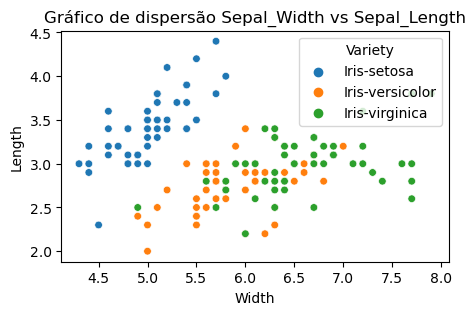 Gráfico de dispersão Sepal_Width vs Sepal_Length
4.5
4.0
3.5
3.0
2.5
2.0
Length
Variety
Iris-setosa
Iris-versicolor
Iris-virginica
4.5 5.0 5.5 6.0 6.5 7.0 7.5 8.0
Width